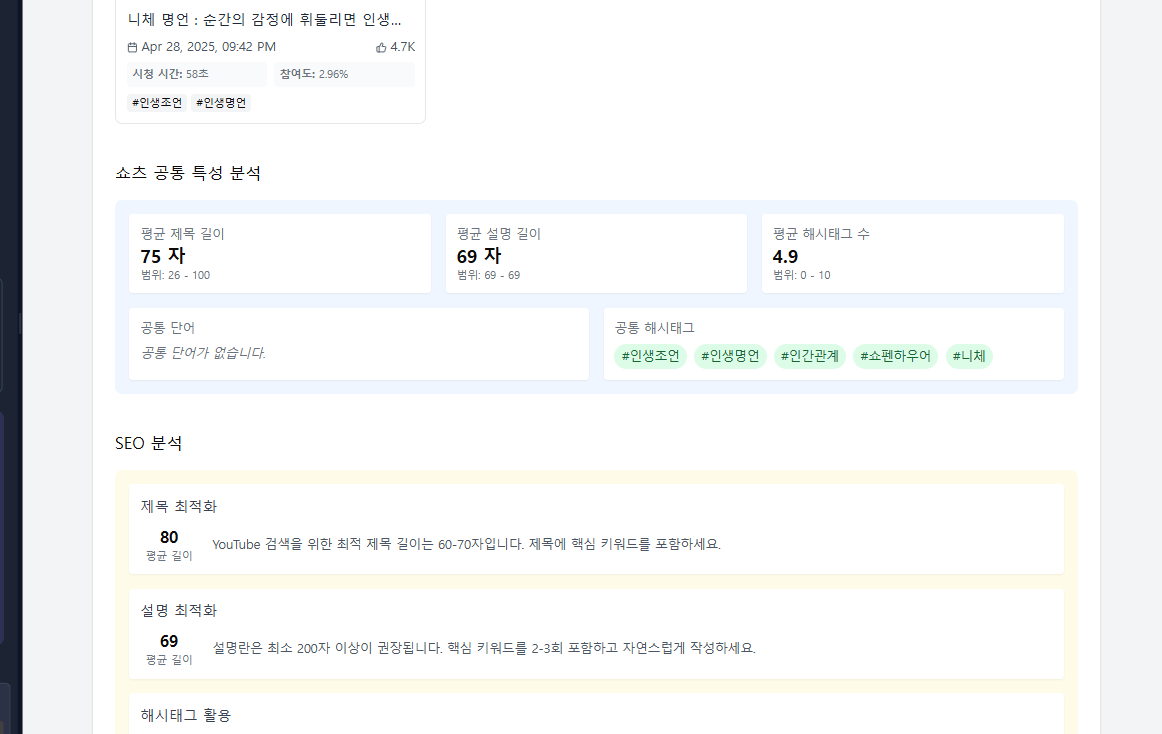 니체 명언 : 순간의 감정에 휘둘리면 인생...
Apr 28, 2025, 09:42 PM 4.7K
시청 시간: 58초 참여도: 2.96%
#인생조언 #인생명언
쇼츠 공통 특성 분석
평균 제목 길이
75 자
범위: 26 - 100
평균 설명 길이
69 자
범위: 69 - 69
평균 해시태그 수
4.9
범위: 0 - 10
공통 단어
공통 단어가 없습니다.
공통 해시태그
#인생조언 #인생명언 #인간관계 #쇼펜하우어 #니체
SEO 분석
제목 최적화
80
평균 길이
YouTube 검색을 위한 최적 제목 길이는 60-70자입니다. 제목에 핵심 키워드를 포함하세요.
설명 최적화
69
평균 길이
설명란은 최소 200자 이상이 권장됩니다. 핵심 키워드를 2-3회 포함하고 자연스럽게 작성하세요.
해시태그 활용